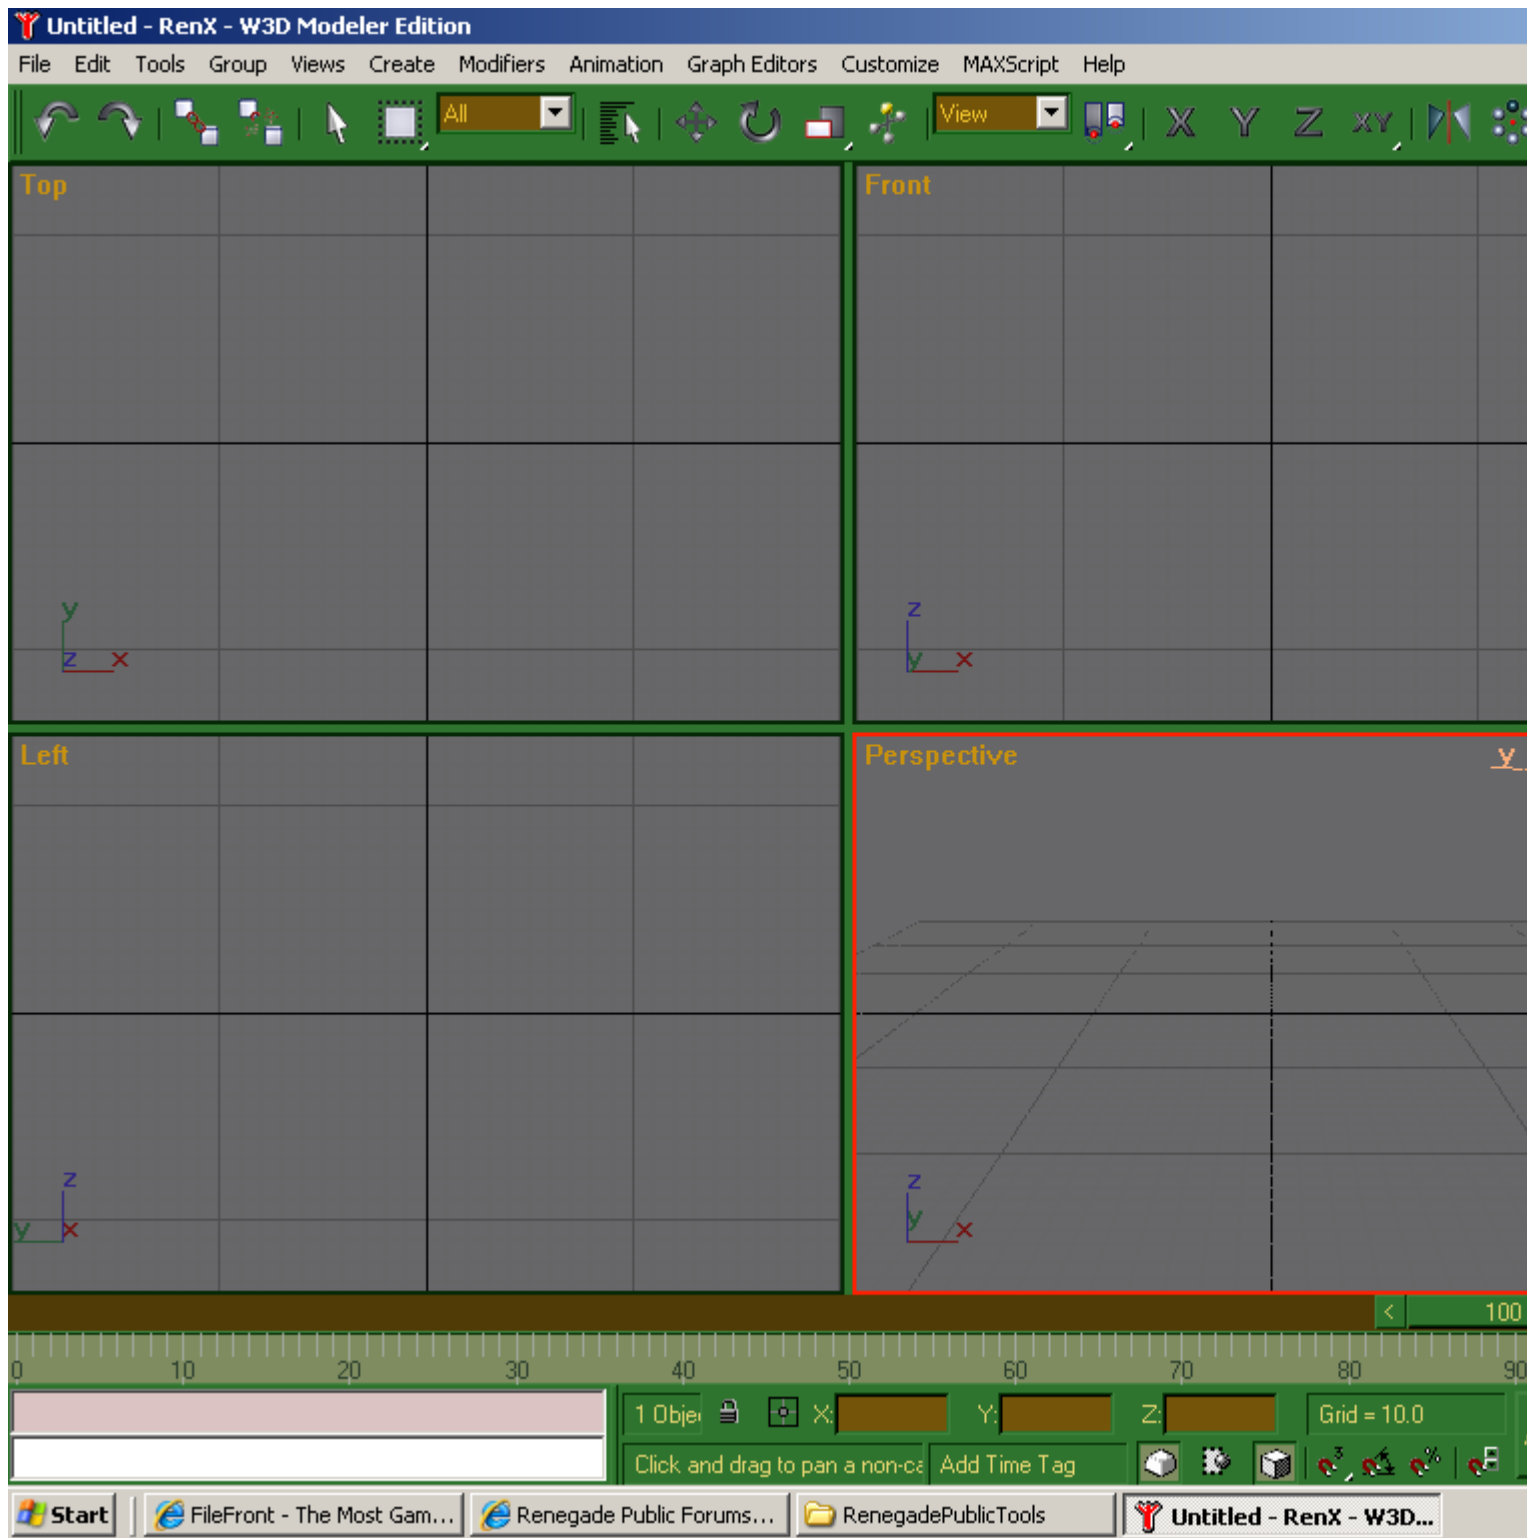 Untitled - RenX - W3D Modeler Edition
File Edit Tools Group Views Create Modifiers Animation Graph Editors Customize MAXScript Help
All View X Y Z XY
Top Front
y z
z x y x
Left Perspective y
z z
y x y x
< 100
0 10 20 30 40 50 60 70 80 90
1 Objec X: Y: Z: Grid = 10.0
Click and drag to pan a non-ca Add Time Tag 3 %
Start FileFront - The Most Gam... Renegade Public Forums... RenegadePublicTools Untitled - RenX - W3D...